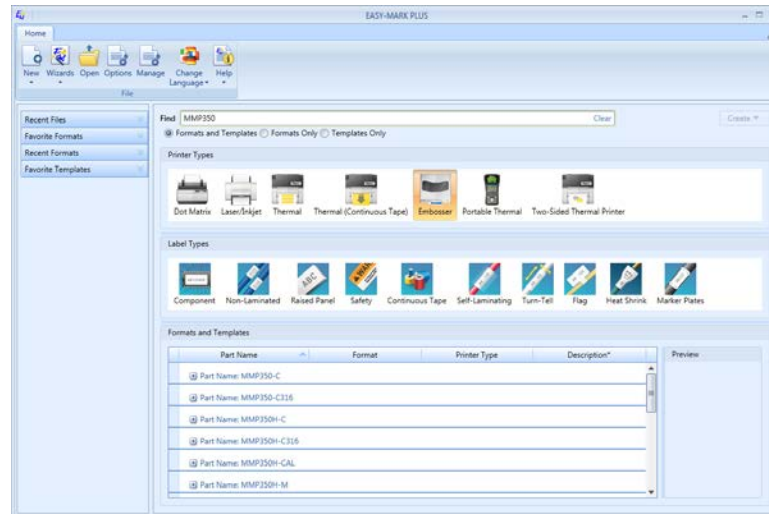 EASY-MARK PLUS
Home
New Wizards Open Options Manage Change Language Help
File
Recent Files
Favorite Formats
Recent Formats
Favorite Templates
Find MMP350 Clear Create
Formats and Templates Formats Only Templates Only
Printer Types
Dot Matrix Laser/Inkjet Thermal Thermal (Continuous Tape) Embosser Portable Thermal Two-Sided Thermal Printer
Label Types
ABC
Component Non-Laminated Raised Panel Safety Continuous Tape Self-Laminating Turn-Tell Flag Heat Shrink Marker Plates
Formats and Templates
Part Name Format Printer Type Description* Preview
Part Name: MMP350-C
Part Name: MMP350-C316
Part Name: MMP350H-C
Part Name: MMP350H-C316
Part Name: MMP350H-CAL
Part Name: MMP350H-M